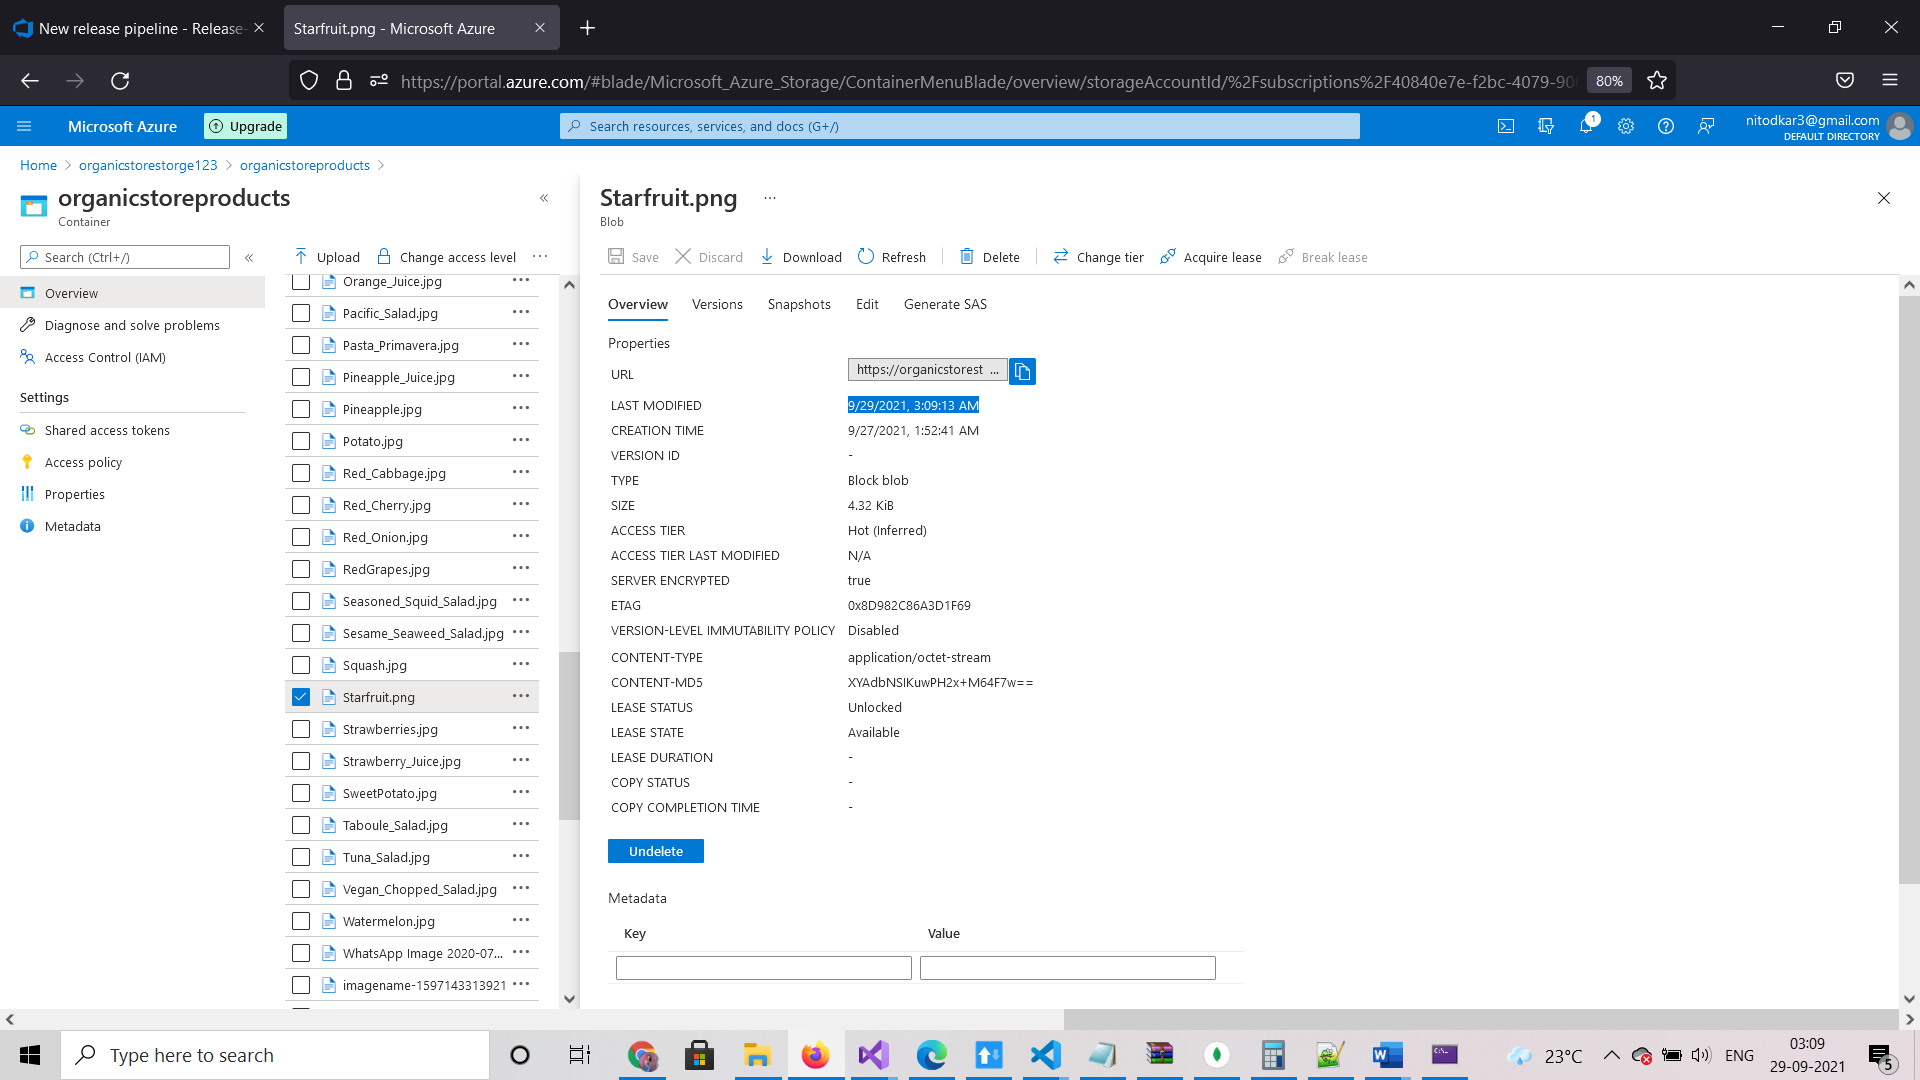 New release pipeline - Release-
Starfruit.png - Microsoft Azure
https://portal.azure.com/#blade/Microsoft_Azure_Storage/ContainerMenuBlade/overview/storageAccountId/%2Fsubscriptions%2F40840e7e-f2bc-4079-90
80%
Microsoft Azure
Upgrade
Search resources, services, and docs (G+/)
1
nitodkar3@gmail.com
DEFAULT DIRECTORY
Home > organicstorestorge123 > organicstoreproducts >
organicstoreproducts
Container
Search (Ctrl+/)
Overview
Diagnose and solve problems
Access Control (IAM)
Settings
Shared access tokens
Access policy
Properties
Metadata
Upload
Change access level
Orange_Juice.jpg
Pacific_Salad.jpg
Pasta_Primavera.jpg
Pineapple_Juice.jpg
Pineapple.jpg
Potato.jpg
Red_Cabbage.jpg
Red_Cherry.jpg
Red_Onion.jpg
RedGrapes.jpg
Seasoned_Squid_Salad.jpg
Sesame_Seaweed_Salad.jpg
Squash.jpg
Starfruit.png
Strawberries.jpg
Strawberry_Juice.jpg
SweetPotato.jpg
Taboule_Salad.jpg
Tuna_Salad.jpg
Vegan_Chopped_Salad.jpg
Watermelon.jpg
WhatsApp Image 2020-07...
imagename-1597143313921
Starfruit.png
Blob
Save
Discard
Download
Refresh
Delete
Change tier
Acquire lease
Break lease
Overview
Versions
Snapshots
Edit
Generate SAS
Properties
URL https://organicstorest ...
LAST MODIFIED 9/29/2021, 3:09:13 AM
CREATION TIME 9/27/2021, 1:52:41 AM
VERSION ID -
TYPE Block blob
SIZE 4.32 KiB
ACCESS TIER Hot (Inferred)
ACCESS TIER LAST MODIFIED N/A
SERVER ENCRYPTED true
ETAG 0x8D982C86A3D1F69
VERSION-LEVEL IMMUTABILITY POLICY Disabled
CONTENT-TYPE application/octet-stream
CONTENT-MD5 XYAdbNSIKuwPH2x+M64F7w==
LEASE STATUS Unlocked
LEASE STATE Available
LEASE DURATION -
COPY STATUS -
COPY COMPLETION TIME -
Undelete
Metadata
Key Value
Type here to search
23°C
ENG
03:09
29-09-2021
5